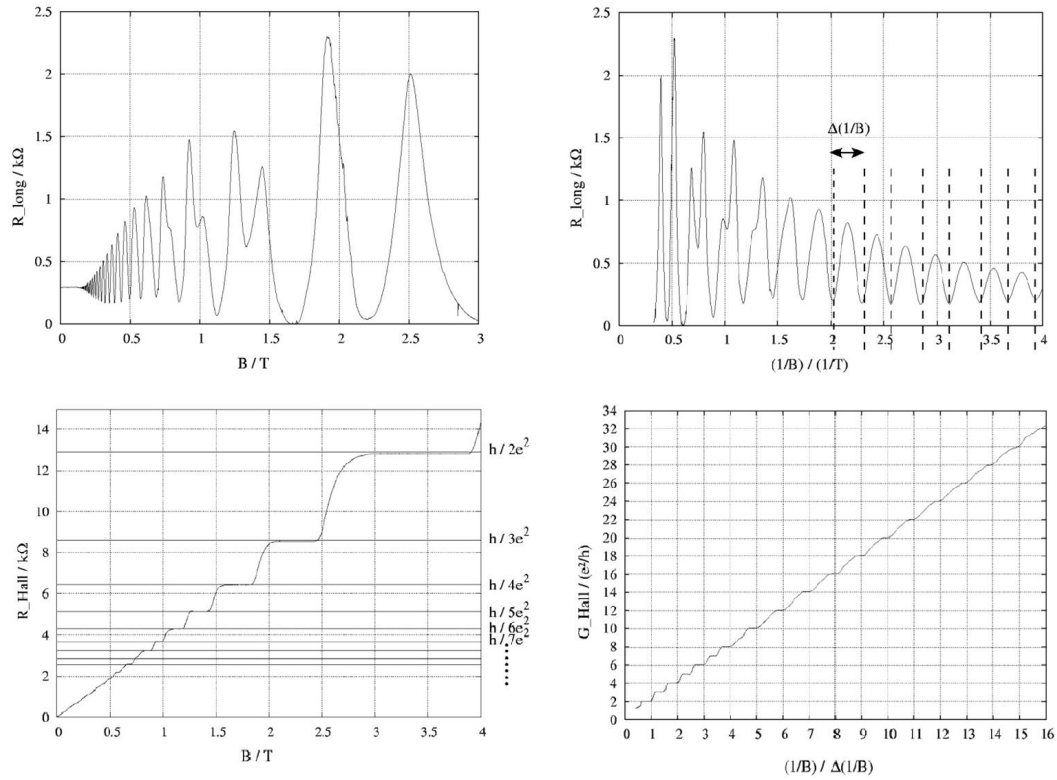 2.5
2
1.5
1
0.5
0
R_long / kΩ
0 0.5 1 1.5 2 2.5 3
B / T
2.5
2
1.5
1
0.5
0
R_long / kΩ
Δ(1/B)
0 0.5 1 1.5 2 2.5 3 3.5 4
(1/B) / (1/T)
14
12
10
8
6
4
2
0
R_Hall / kΩ
h / 2e²
h / 3e²
h / 4e²
h / 5e²
h / 6e²
h / 7e²
0 0.5 1 1.5 2 2.5 3 3.5 4
B / T
34
32
28
26
24
22
20
18
16
14
12
10
8
6
4
2
0
G_Hall / (e²/h)
0 1 2 3 4 5 6 7 8 9 10 11 12 13 14 15 16
(1/B) / Δ(1/B)